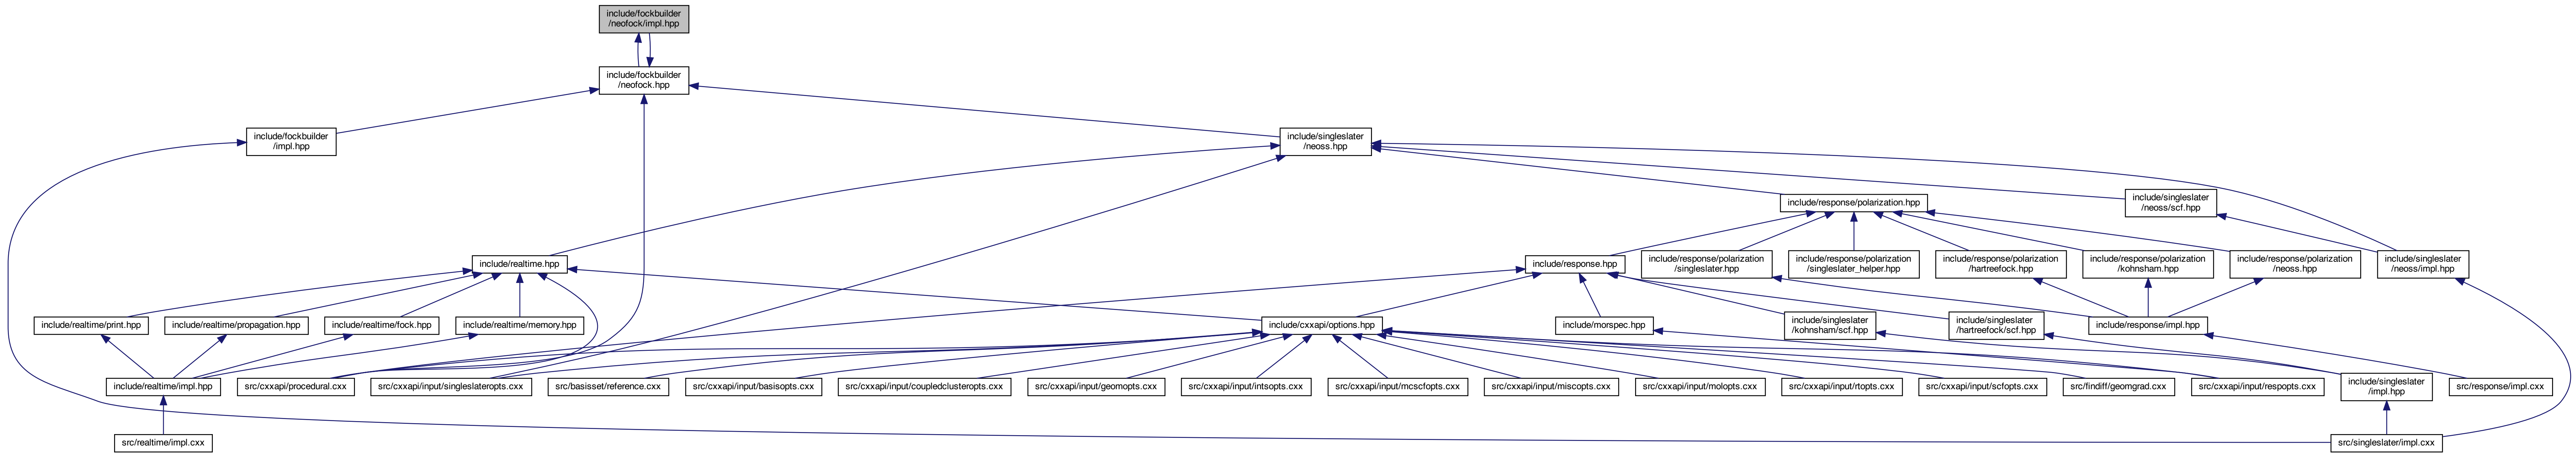 include/fockbuilder
/neofock/impl.hpp
include/fockbuilder
/neofock.hpp
include/fockbuilder
/impl.hpp
include/singleslater
/neoss.hpp
include/response/polarization.hpp
include/singleslater
/neoss/scf.hpp
include/realtime.hpp
include/response.hpp
include/response/polarization
/singleslater.hpp
include/response/polarization
/singleslater_helper.hpp
include/response/polarization
/hartreefock.hpp
include/response/polarization
/kohnsham.hpp
include/response/polarization
/neoss.hpp
include/singleslater
/neoss/impl.hpp
include/realtime/print.hpp
include/realtime/propagation.hpp
include/realtime/fock.hpp
include/realtime/memory.hpp
include/cxxapi/options.hpp
include/morspec.hpp
include/singleslater
/kohnsham/scf.hpp
include/singleslater
/hartreefock/scf.hpp
include/response/impl.hpp
include/realtime/impl.hpp
src/cxxapi/procedural.cxx
src/cxxapi/input/singleslateropts.cxx
src/basisset/reference.cxx
src/cxxapi/input/basisopts.cxx
src/cxxapi/input/coupledclusteropts.cxx
src/cxxapi/input/geomopts.cxx
src/cxxapi/input/intsopts.cxx
src/cxxapi/input/mcscfopts.cxx
src/cxxapi/input/miscopts.cxx
src/cxxapi/input/molopts.cxx
src/cxxapi/input/rtopts.cxx
src/cxxapi/input/scfopts.cxx
src/findiff/geomgrad.cxx
src/cxxapi/input/respopts.cxx
include/singleslater
/impl.hpp
src/response/impl.cxx
src/realtime/impl.cxx
src/singleslater/impl.cxx